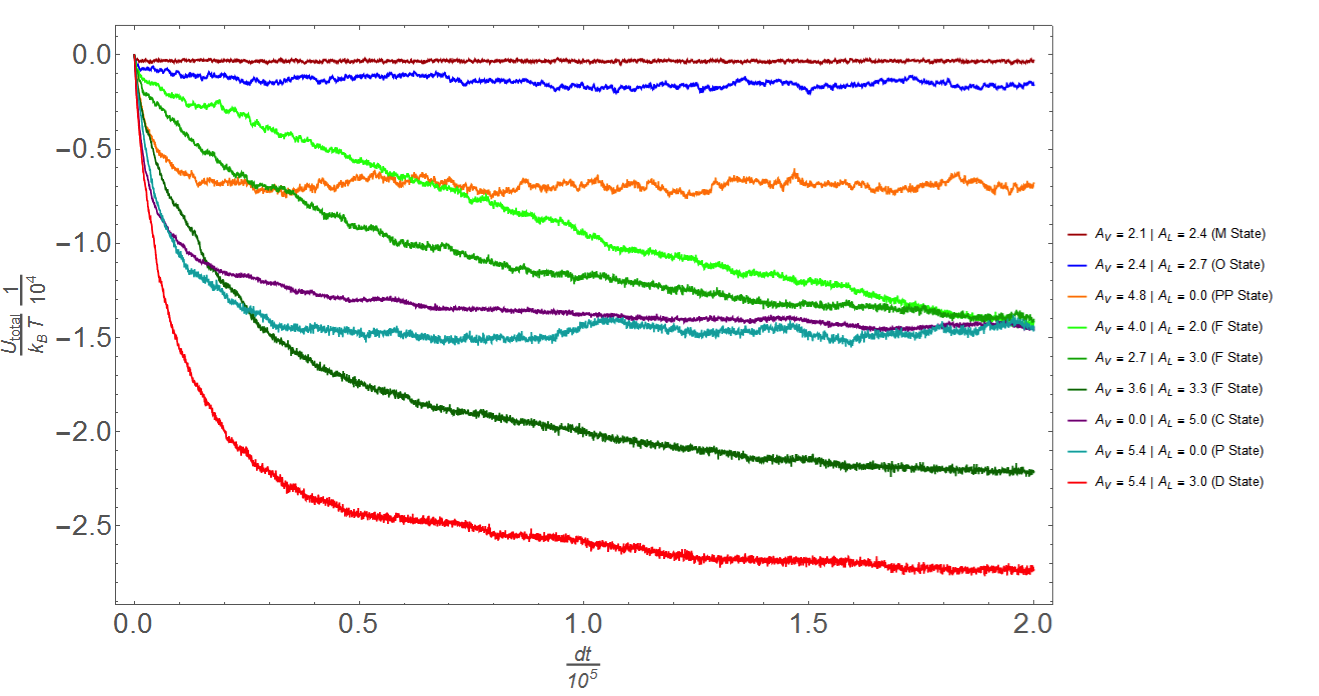 0.0
−0.5
−1.0
−1.5
−2.0
−2.5
U_total / k_B T 1 / 10^4
0.0 0.5 1.0 1.5 2.0
dt / 10^5
A_V = 2.1 | A_L = 2.4 (M State)
A_V = 2.4 | A_L = 2.7 (O State)
A_V = 4.8 | A_L = 0.0 (PP State)
A_V = 4.0 | A_L = 2.0 (F State)
A_V = 2.7 | A_L = 3.0 (F State)
A_V = 3.6 | A_L = 3.3 (F State)
A_V = 0.0 | A_L = 5.0 (C State)
A_V = 5.4 | A_L = 0.0 (P State)
A_V = 5.4 | A_L = 3.0 (D State)